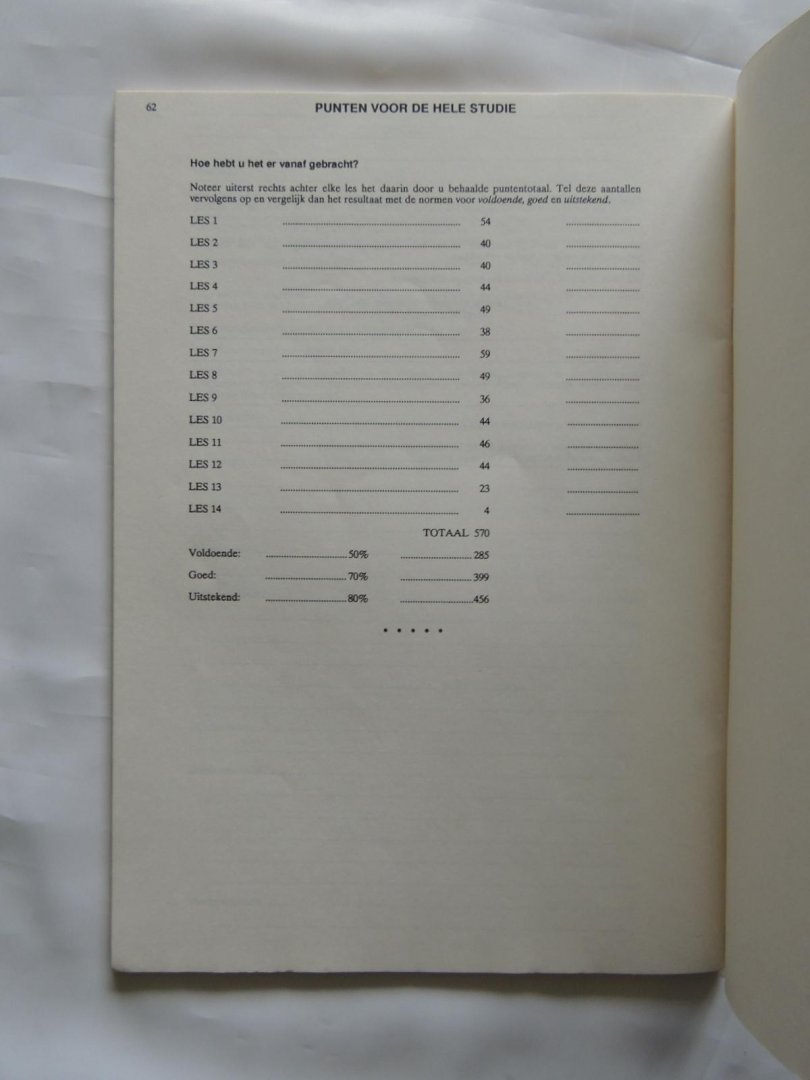 62
PUNTEN VOOR DE HELE STUDIE
Hoe hebt u het er vanaf gebracht?
Noteer uiterst rechts achter elke les het daarin door u behaalde puntentotaal. Tel deze aantallen
vervolgens op en vergelijk dan het resultaat met de normen voor voldoende, goed en uitstekend.
LES 1 .................... 54 ....................
LES 2 .................... 40 ....................
LES 3 .................... 40 ....................
LES 4 .................... 44 ....................
LES 5 .................... 49 ....................
LES 6 .................... 38 ....................
LES 7 .................... 59 ....................
LES 8 .................... 49 ....................
LES 9 .................... 36 ....................
LES 10 .................... 44 ....................
LES 11 .................... 46 ....................
LES 12 .................... 44 ....................
LES 13 .................... 23 ....................
LES 14 .................... 4 ....................
TOTAAL 570
Voldoende: ....................50% ....................285
Goed: ....................70% ....................399
Uitstekend: ....................80% ....................456
• • • • •